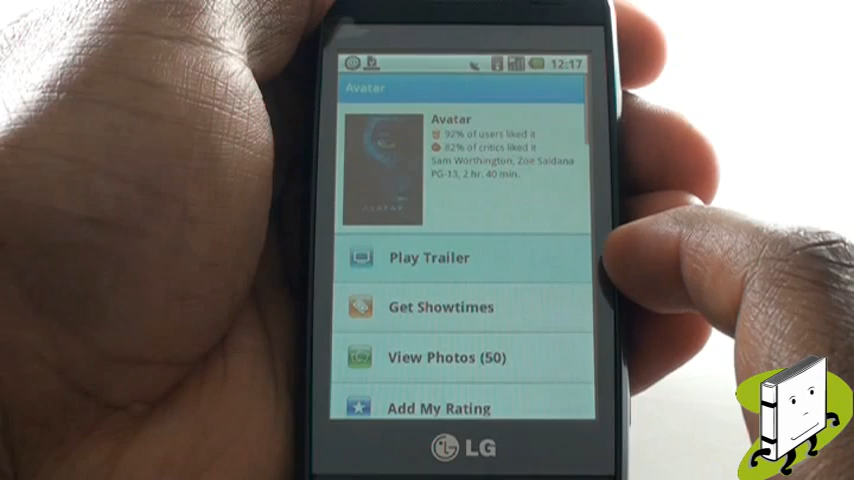 12:17
Avatar
Avatar
92% of users liked it
82% of critics liked it
Sam Worthington, Zoe Saldana
PG-13, 2 hr. 40 min.
AVATAR
Play Trailer
Get Showtimes
View Photos (50)
Add My Rating
LG